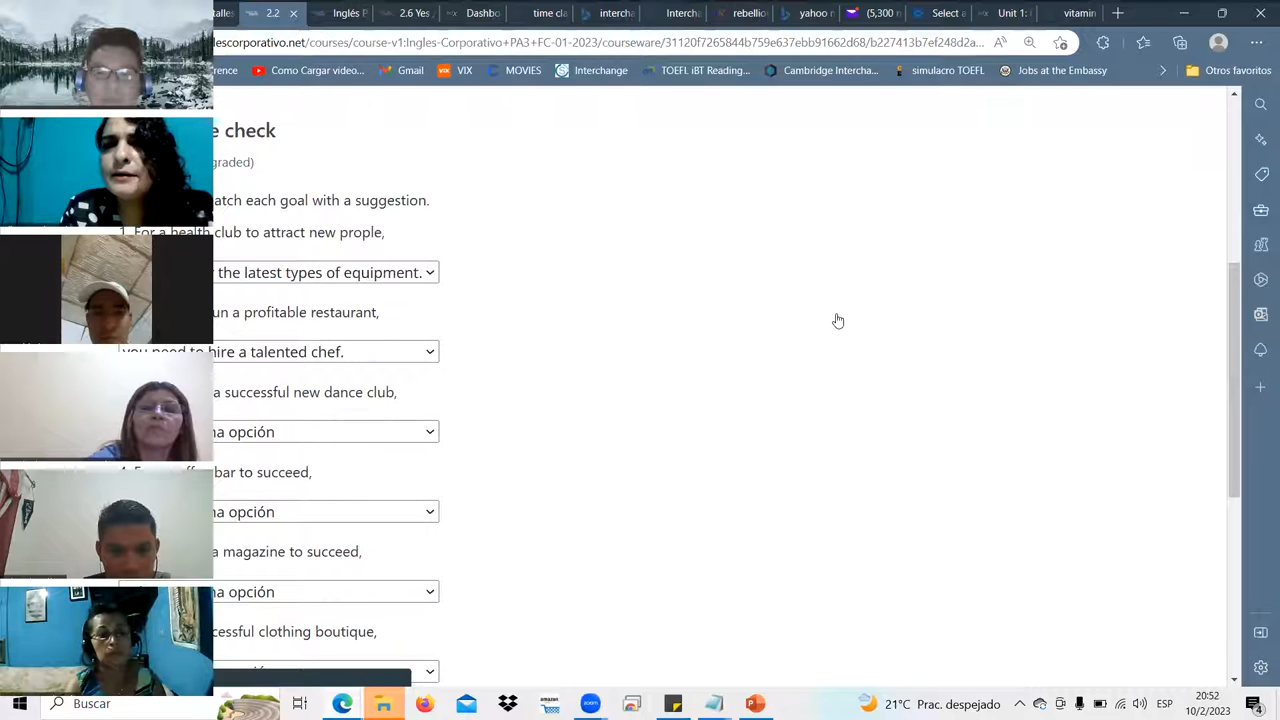 talles
2.2
Inglés F
2.6 Yes
Dashbo
time cla
interch
Interch
rebellio
yahoo
(5,300 r
Select
Unit 1:
vitamin
escorporativo.net/courses/course-v1:Ingles-Corporativo+PA3+FC-01-2023/courseware/31120f7265844b759e637ebb91662d68/b227413b7ef248d2a...
rence
Como Cargar video...
Gmail
VIX
MOVIES
Interchange
TOEFL iBT Reading...
Cambridge Intercha...
simulacro TOEFL
Jobs at the Embassy
Otros favoritos
e check
graded)
atch each goal with a suggestion.
1. For a health club to attract new prople,
the latest types of equipment.
un a profitable restaurant,
you need to hire a talented chef.
a successful new dance club,
na opción
bar to succeed,
na opción
a magazine to succeed,
na opción
cessful clothing boutique,
Buscar
21°C Prac. despejado
ESP
20:52
10/2/2023
4